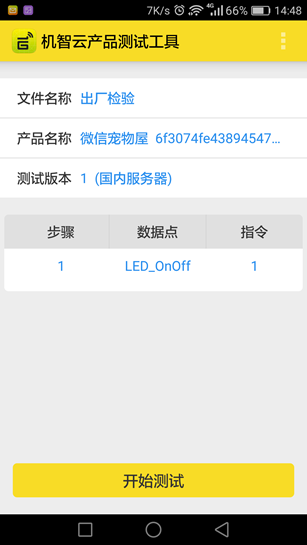 7K/s 4G 66% 14:48
机智云产品测试工具
文件名称 出厂检验
产品名称 微信宠物屋 6f3074fe43894547...
测试版本 1 (国内服务器)
步骤 数据点 指令
1 LED_OnOff 1
开始测试